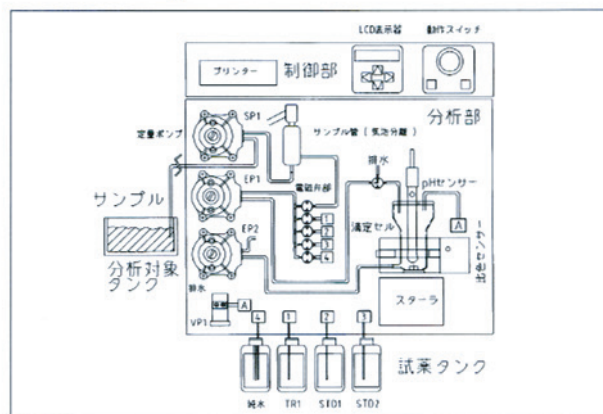 LCD表示器
動作スイッチ
プリンター
制御部
分析部
SP1
定量ポンプ
サンプル管
排水
EP1
電磁弁部
pHセンサー
サンプル
A
1
2
3
4
滴定セル
EP2
比色センサー
分析対象
タンク
排水
A
スターラ
VP1
4
1
2
3
試薬タンク
純水
TR1
STD1
STD2